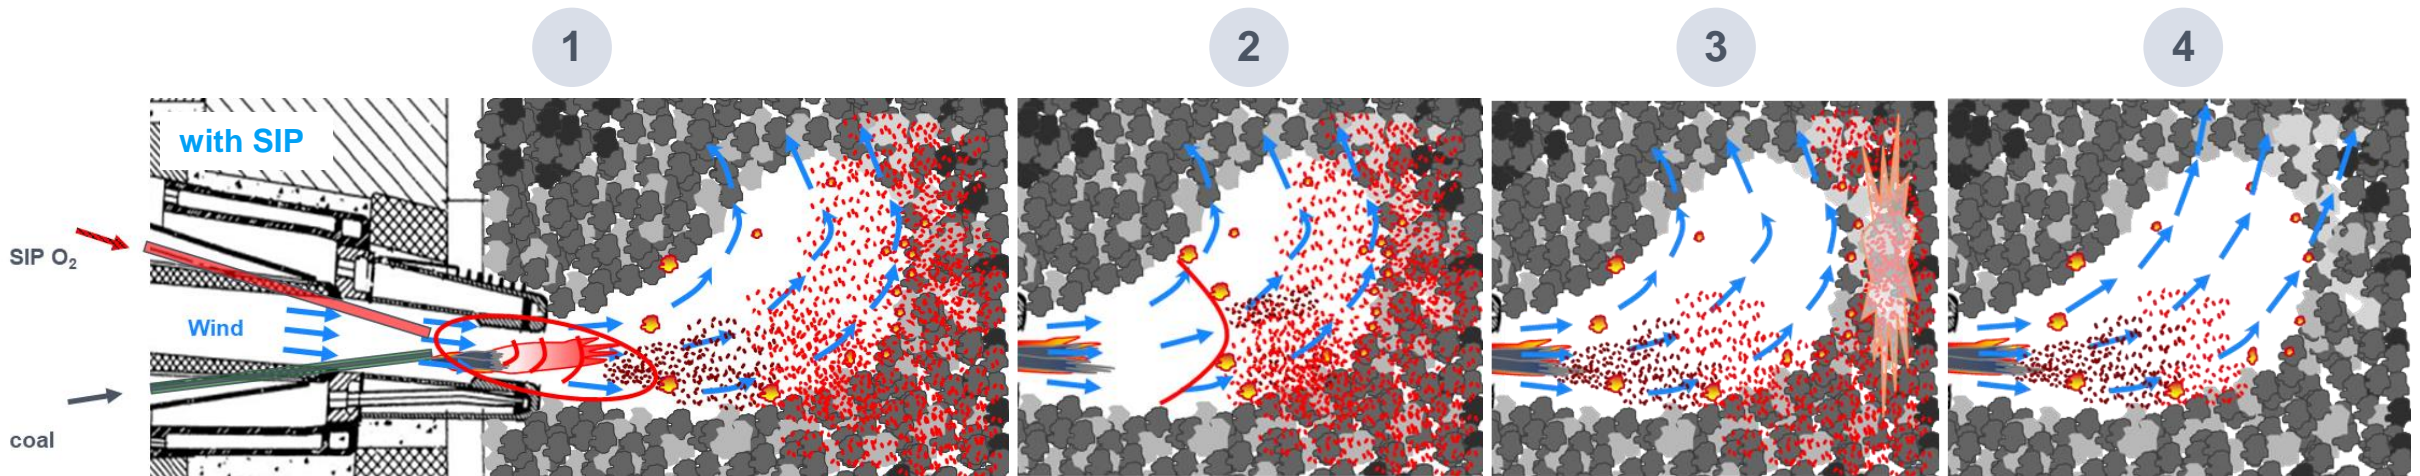 1
2
3
4
with SIP
SIP O₂
Wind
coal